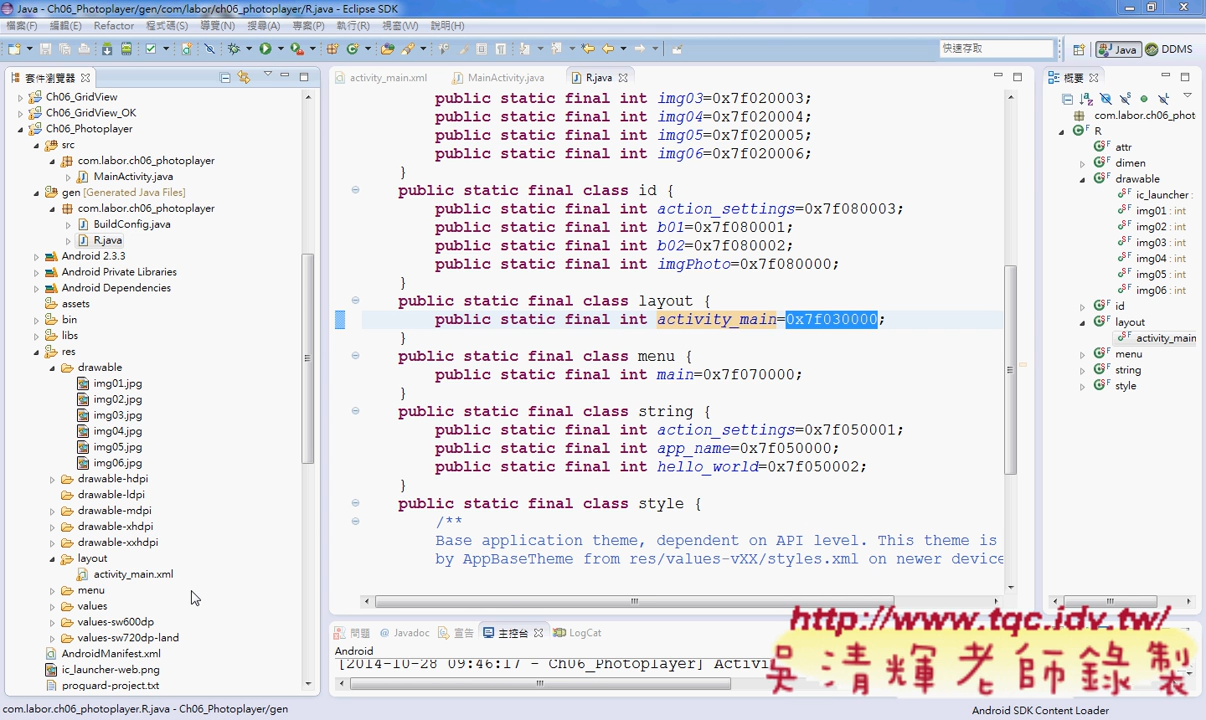 Java - Ch06_Photoplayer/gen/com/labor/ch06_photoplayer/R.java - Eclipse SDK
檔案(F) 編輯(E) Refactor 程式碼(S) 導覽(N) 搜尋(A) 專案(P) 執行(R) 視窗(W) 說明(H)
快速存取
Java
DDMS
套件瀏覽器
Ch06_GridView
Ch06_GridView_OK
Ch06_Photoplayer
src
com.labor.ch06_photoplayer
MainActivity.java
gen [Generated Java Files]
com.labor.ch06_photoplayer
BuildConfig.java
R.java
Android 2.3.3
Android Private Libraries
Android Dependencies
assets
bin
libs
res
drawable
img01.jpg
img02.jpg
img03.jpg
img04.jpg
img05.jpg
img06.jpg
drawable-hdpi
drawable-ldpi
drawable-mdpi
drawable-xhdpi
drawable-xxhdpi
layout
activity_main.xml
menu
values
values-sw600dp
values-sw720dp-land
AndroidManifest.xml
ic_launcher-web.png
proguard-project.txt
activity_main.xml MainActivity.java R.java
public static final int img03=0x7f020003;
public static final int img04=0x7f020004;
public static final int img05=0x7f020005;
public static final int img06=0x7f020006;
}
public static final class id {
public static final int action_settings=0x7f080003;
public static final int b01=0x7f080001;
public static final int b02=0x7f080002;
public static final int imgPhoto=0x7f080000;
}
public static final class layout {
public static final int activity_main=0x7f030000;
}
public static final class menu {
public static final int main=0x7f070000;
}
public static final class string {
public static final int action_settings=0x7f050001;
public static final int app_name=0x7f050000;
public static final int hello_world=0x7f050002;
}
public static final class style {
/**
Base application theme, dependent on API level. This theme is
by AppBaseTheme from res/values-vXX/styles.xml on newer device
概要
com.labor.ch06_phot
R
attr
dimen
drawable
ic_launcher :
img01 : int
img02 : int
img03 : int
img04 : int
img05 : int
img06 : int
id
layout
activity_main
menu
string
style
問題 Javadoc 宣告 主控台 LogCat
Android
[2014-10-28 09:46:17 - Ch06_Photoplayer] Activi
http://www.tqc.idv.tw/
吳清輝老師錄製
com.labor.ch06_photoplayer.R.java - Ch06_Photoplayer/gen
Android SDK Content Loader